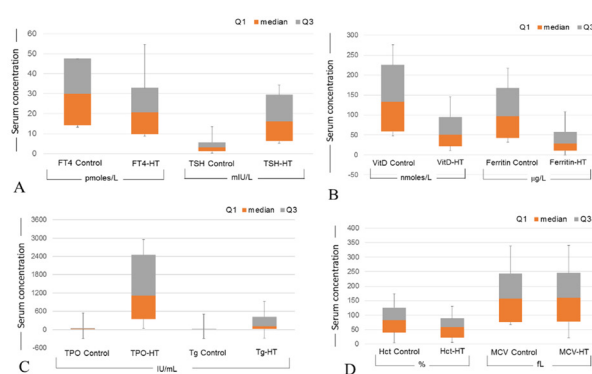 Q1 median Q3
Serum concentration
60
50
40
30
20
10
0
FT4 Control FT4-HT TSH Control TSH-HT
pmoles/L mIU/L
A
Q1 median Q3
Serum concentration
300
250
200
150
100
50
0
-50
VitD Control VitD-HT Ferritin Control Ferritin-HT
nmoles/L µg/L
B
Q1 median Q3
Serum concentration
3600
3000
2400
1800
1200
600
0
-600
TPO Control TPO-HT Tg Control Tg-HT
IU/mL
C
Q1 median Q3
Serum concentration
400
350
300
250
200
150
100
50
0
Hct Control Hct-HT MCV Control MCV-HT
% fL
D